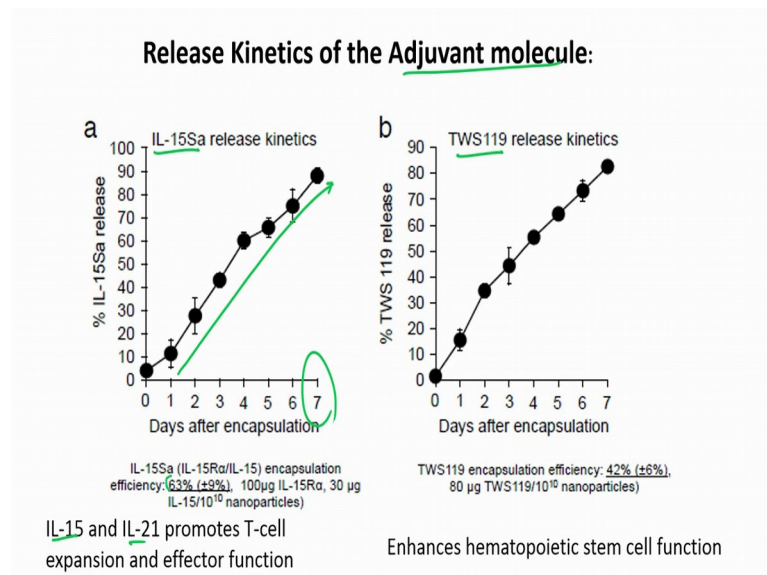 Release Kinetics of the Adjuvant molecule:
a
IL-15Sa release kinetics
% IL-15Sa release
100
90
80
70
60
50
40
30
20
10
0
0 1 2 3 4 5 6 7
Days after encapsulation
IL-15Sa (IL-15Rα/IL-15) encapsulation
efficiency: 63% (±9%), 100µg IL-15Rα, 30 µg
IL-15/10¹⁰ nanoparticles)
IL-15 and IL-21 promotes T-cell
expansion and effector function
b
TWS119 release kinetics
% TWS 119 release
90
80
70
60
50
40
30
20
10
0
0 1 2 3 4 5 6 7
Days after encapsulation
TWS119 encapsulation efficiency: 42% (±6%),
80 µg TWS119/10¹⁰ nanoparticles)
Enhances hematopoietic stem cell function